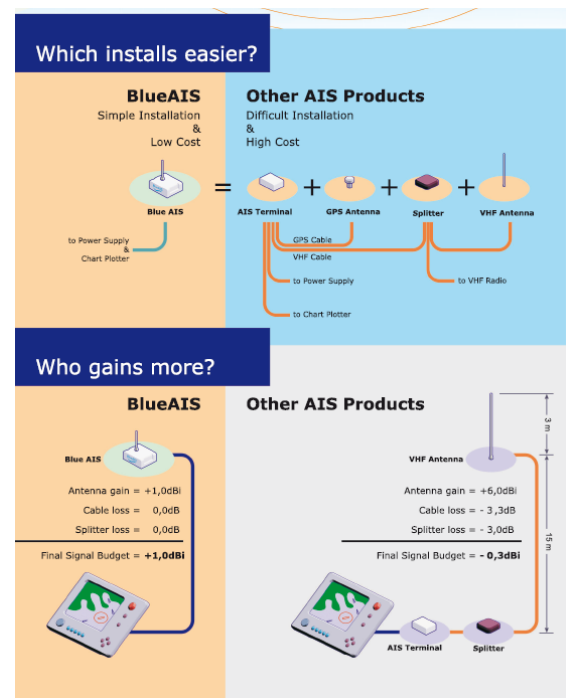 Which installs easier?
BlueAIS
Simple Installation
&
Low Cost
Other AIS Products
Difficult Installation
&
High Cost
=
+
+
+
Blue AIS
AIS Terminal
GPS Antenna
Splitter
VHF Antenna
to Power Supply
&
Chart Plotter
GPS Cable
VHF Cable
to Power Supply
to VHF Radio
to Chart Plotter
Who gains more?
BlueAIS
Blue AIS
Antenna gain = +1,0dBi
Cable loss = 0,0dB
Splitter loss = 0,0dB
Final Signal Budget = +1,0dBi
Other AIS Products
VHF Antenna
3 m
15 m
Antenna gain = +6,0dBi
Cable loss = - 3,3dB
Splitter loss = - 3,0dB
Final Signal Budget = - 0,3dBi
AIS Terminal
Splitter